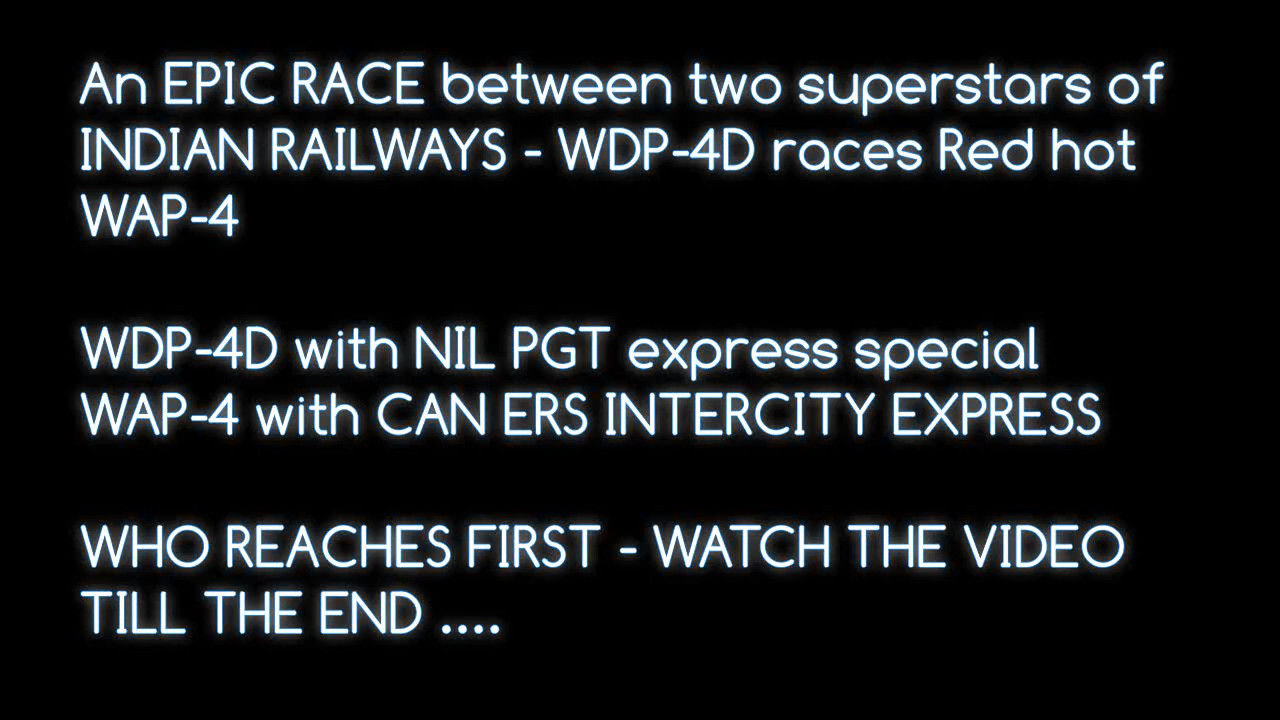 An EPIC RACE between two superstars of
INDIAN RAILWAYS - WDP-4D races Red hot
WAP-4
WDP-4D with NIL PGT express special
WAP-4 with CAN ERS INTERCITY EXPRESS
WHO REACHES FIRST - WATCH THE VIDEO
TILL THE END ....